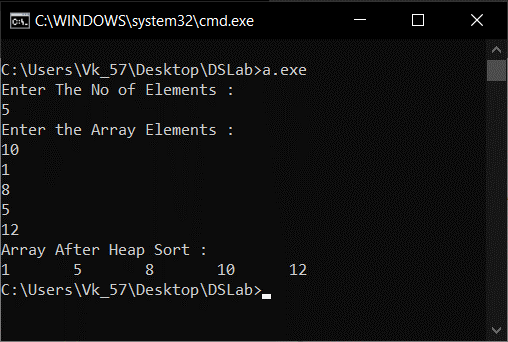 C:\WINDOWS\system32\cmd.exe
C:\Users\Vk_57\Desktop\DSLab>a.exe
Enter The No of Elements :
5
Enter the Array Elements :
10
1
8
5
12
Array After Heap Sort :
1 5 8 10 12
C:\Users\Vk_57\Desktop\DSLab>